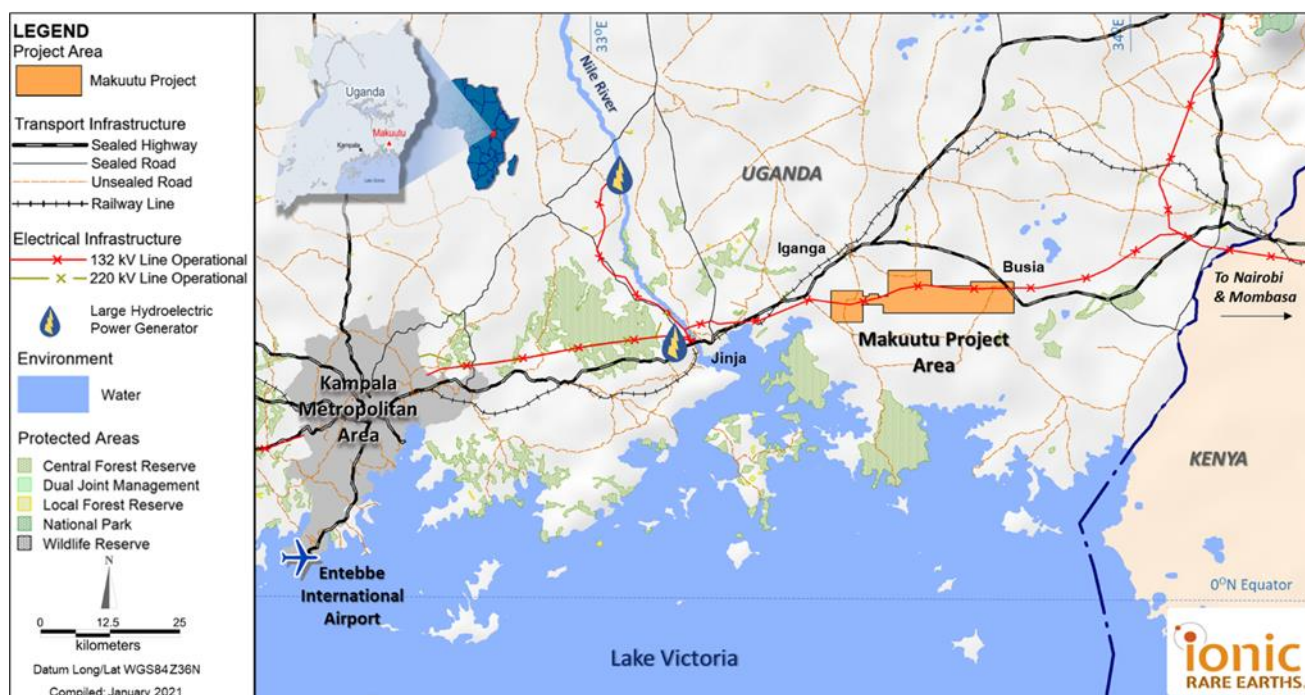 LEGEND
Project Area
Makuutu Project
Transport Infrastructure
Sealed Highway
Sealed Road
Unsealed Road
Railway Line
Electrical Infrastructure
132 kV Line Operational
220 kV Line Operational
Large Hydroelectric
Power Generator
Environment
Water
Protected Areas
Central Forest Reserve
Dual Joint Management
Local Forest Reserve
National Park
Wildlife Reserve
N
0 12.5 25
kilometers
Datum Long/Lat WGS84Z36N
Compiled: January 2021
Uganda
Makuutu
Kampala
33⁰E
34⁰E
Nile River
UGANDA
Iganga
Busia
To Nairobi
& Mombasa
Makuutu Project
Area
Jinja
Kampala
Metropolitan
Area
KENYA
Entebbe
International
Airport
0⁰N Equator
Lake Victoria
ionic
RARE EARTHS